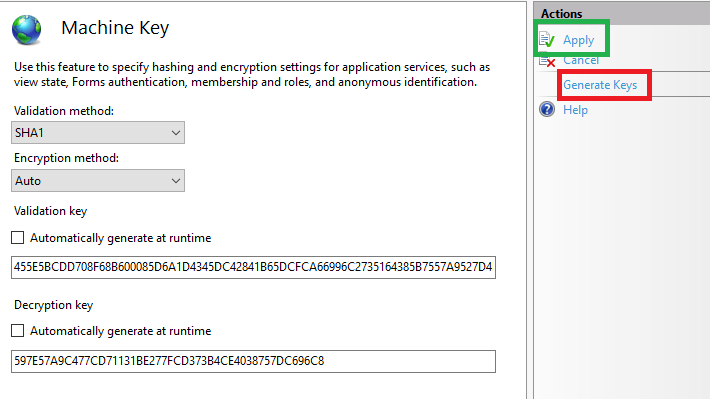 Machine Key
Use this feature to specify hashing and encryption settings for application services, such as
view state, Forms authentication, membership and roles, and anonymous identification.
Validation method:
SHA1
Encryption method:
Auto
Validation key
Automatically generate at runtime
455E5BCDD708F68B600085D6A1D4345DC42841B65DCFCA66996C2735164385B7557A9527D4
Decryption key
Automatically generate at runtime
597E57A9C477CD71131BE277FCD373B4CE4038757DC696C8
Actions
Apply
Cancel
Generate Keys
Help